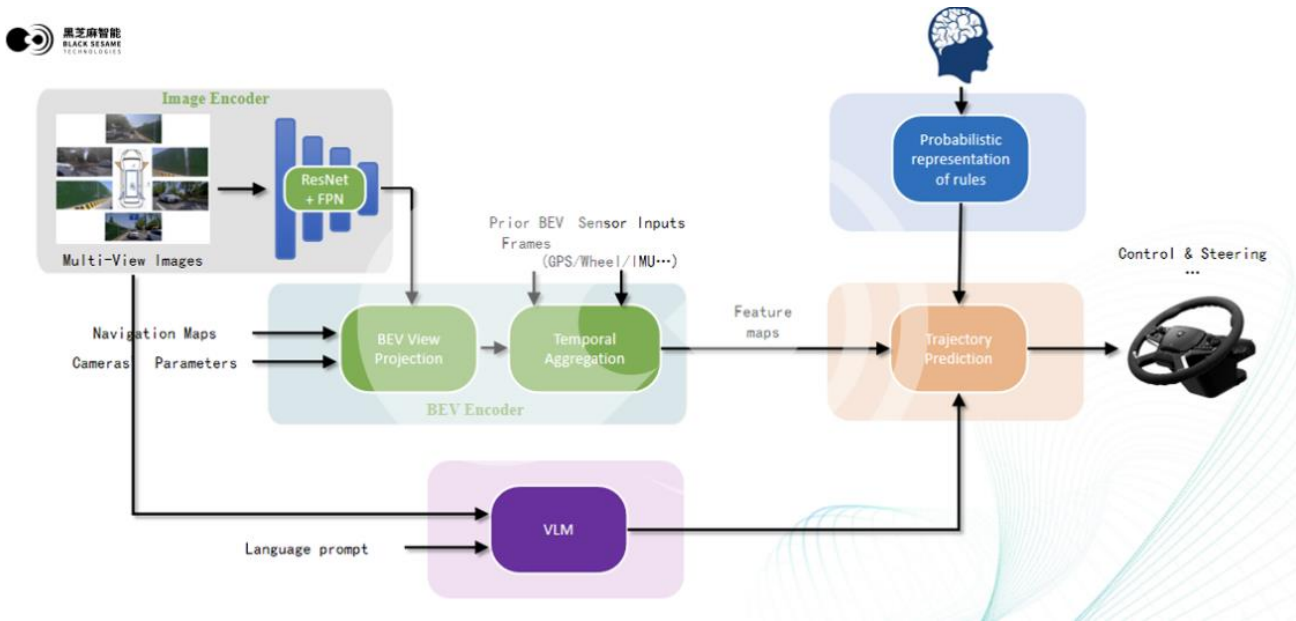 黑芝麻智能
BLACK SESAME
TECHNOLOGIES
Image Encoder
ResNet
+ FPN
Multi-View Images
Probabilistic
representation
of rules
Prior BEV Sensor Inputs
Frames
(GPS/Wheel/IMU…)
Control & Steering
…
Navigation Maps
Cameras Parameters
BEV View
Projection
Temporal
Aggregation
BEV Encoder
Feature
maps
Trajectory
Prediction
VLM
Language prompt